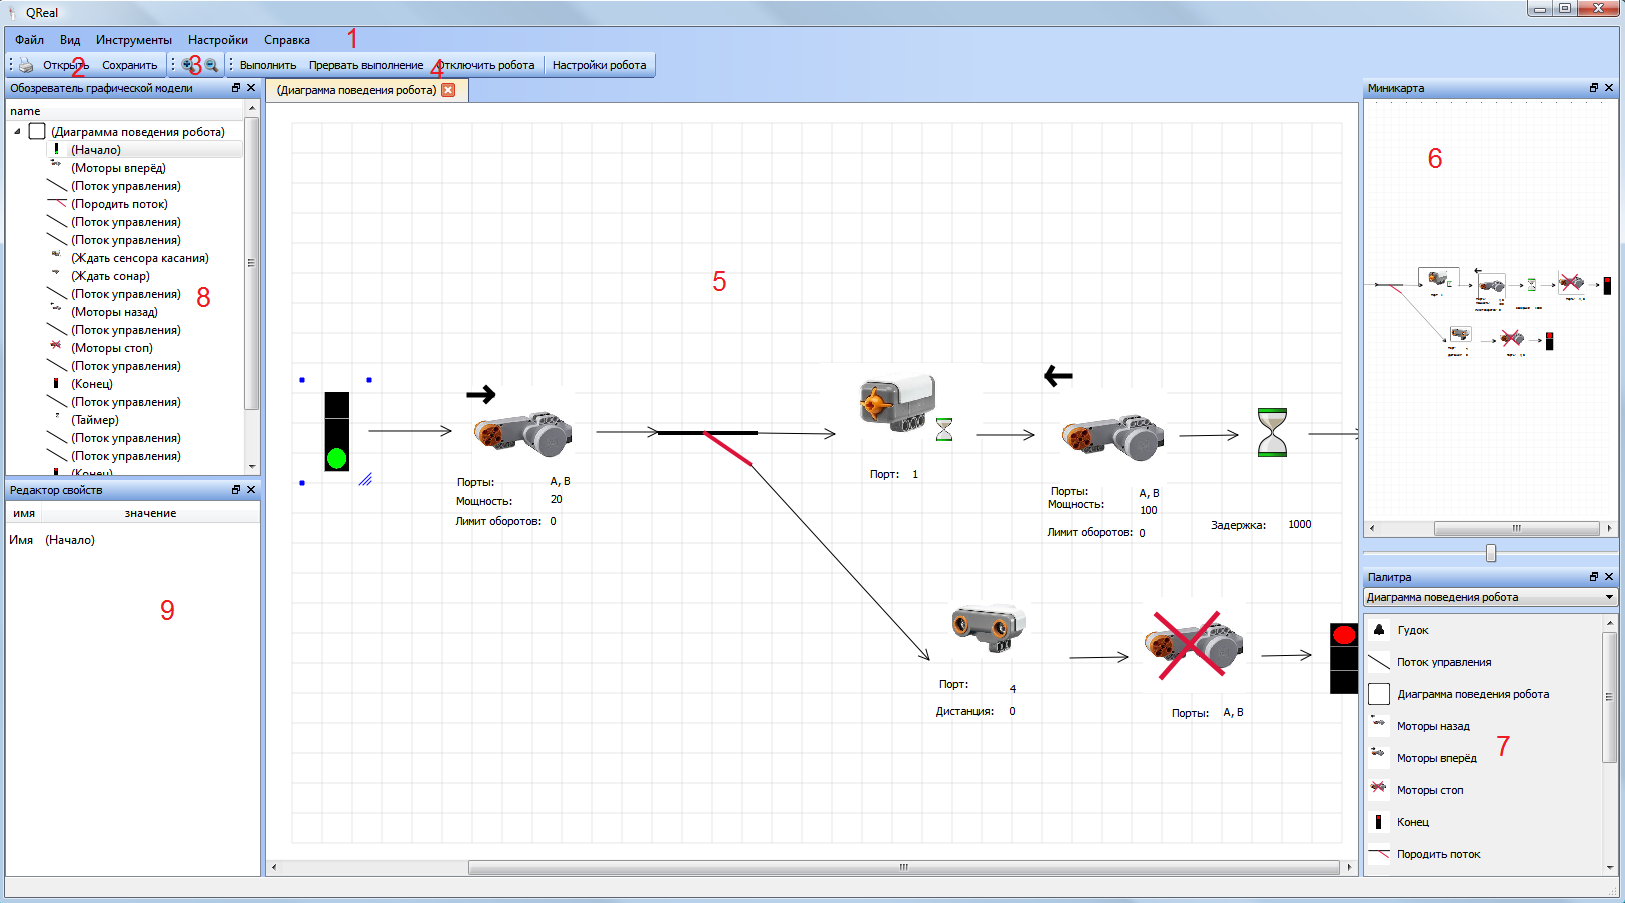 QReal
Файл Вид Инструменты Настройки Справка 1
Открыть Сохранить Выполнить Прервать выполнение Отключить робота Настройки робота
2 3 4
Обозреватель графической модели
name
(Диаграмма поведения робота)
(Начало)
(Моторы вперёд)
(Поток управления)
(Породить поток)
(Поток управления)
(Поток управления)
(Ждать сенсора касания)
(Ждать сонар)
(Поток управления)
8
(Моторы назад)
(Поток управления)
(Моторы стоп)
(Поток управления)
(Конец)
(Поток управления)
(Таймер)
(Поток управления)
(Поток управления)
(Конец)
Редактор свойств
имя значение
Имя (Начало)
9
(Диаграмма поведения робота)
5
Порты: A, B
Мощность: 20
Лимит оборотов: 0
Порт: 1
Порты: A, B
Мощность: 100
Лимит оборотов: 0
Задержка: 1000
Порт: 4
Дистанция: 0
Порты: A, B
Миникарта
6
Палитра
Диаграмма поведения робота
Гудок
Поток управления
Диаграмма поведения робота
Моторы назад
7
Моторы вперёд
Моторы стоп
Конец
Породить поток